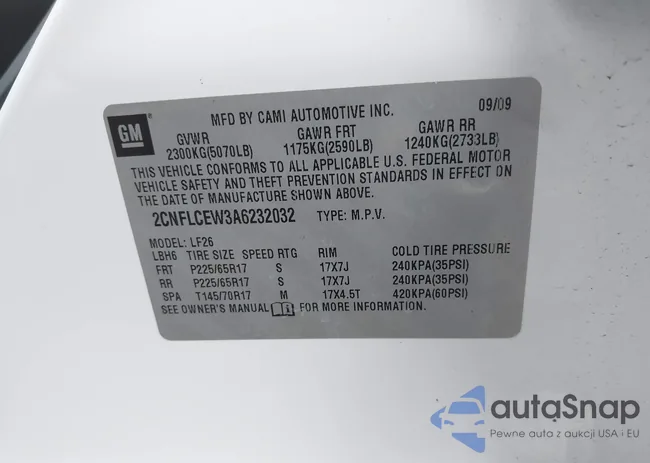 MFD BY CAMI AUTOMOTIVE INC. 09/09
GM
GVWR GAWR FRT GAWR RR
2300KG(5070LB) 1175KG(2590LB) 1240KG(2733LB)
THIS VEHICLE CONFORMS TO ALL APPLICABLE U.S. FEDERAL MOTOR
VEHICLE SAFETY AND THEFT PREVENTION STANDARDS IN EFFECT ON
THE DATE OF MANUFACTURE SHOWN ABOVE.
2CNFLCEW3A6232032 TYPE: M.P.V.
MODEL: LF26
LBH6 TIRE SIZE SPEED RTG RIM COLD TIRE PRESSURE
FRT P225/65R17 S 17X7J 240KPA(35PSI)
RR P225/65R17 S 17X7J 240KPA(35PSI)
SPA T145/70R17 M 17X4.5T 420KPA(60PSI)
SEE OWNER'S MANUAL FOR MORE INFORMATION.
autaSnap
Pewne auta z aukcji USA i EU